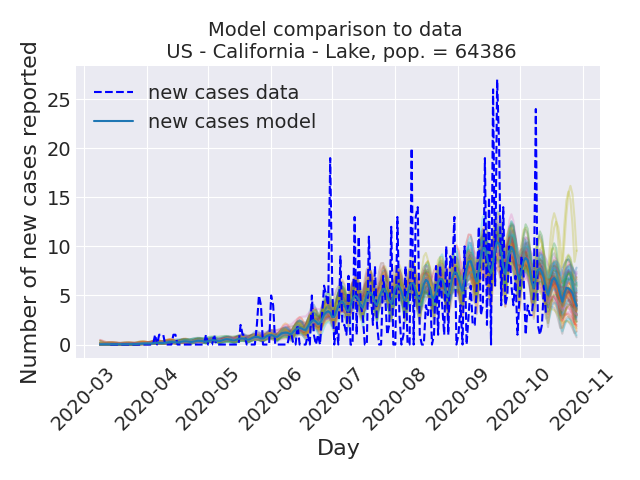 Model comparison to data
US - California - Lake, pop. = 64386
Number of new cases reported
new cases data
new cases model
25
20
15
10
5
0
2020-03
2020-04
2020-05
2020-06
2020-07
2020-08
2020-09
2020-10
2020-11
Day